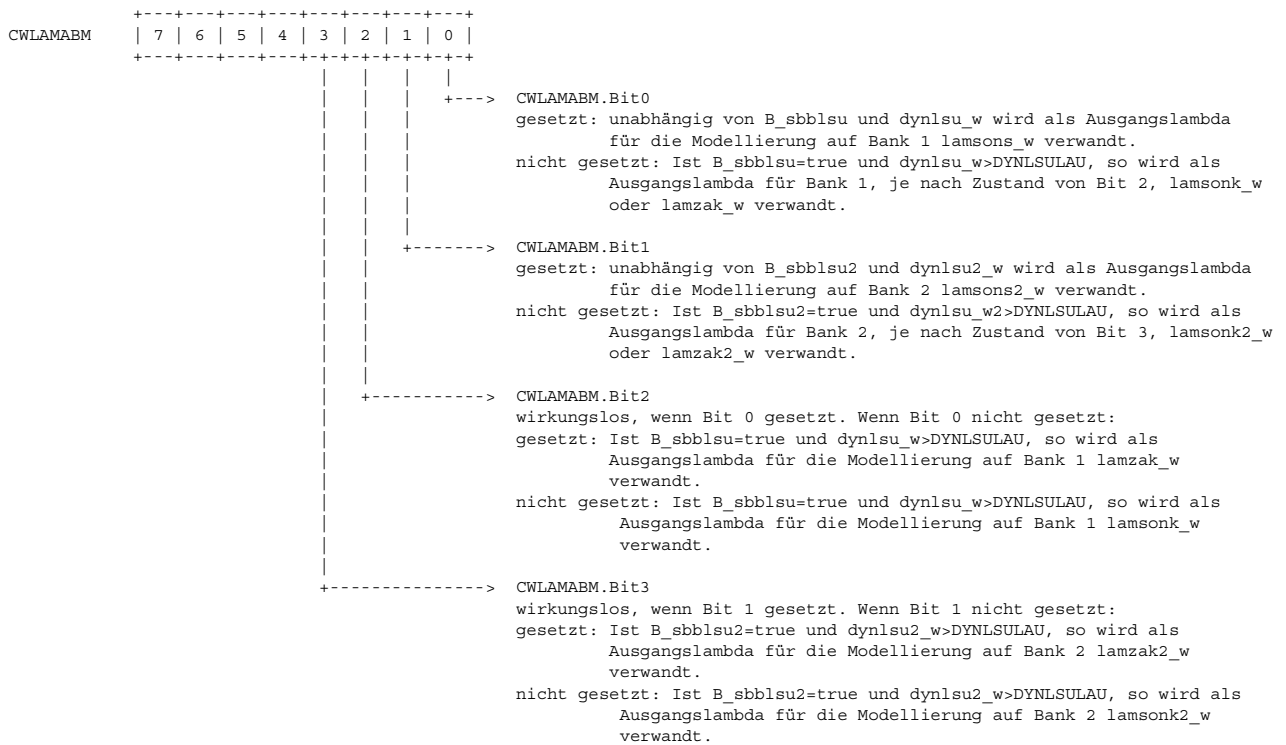 CWLAMABM | 7 | 6 | 5 | 4 | 3 | 2 | 1 | 0 |
CWLAMABM.Bit0
gesetzt: unabhängig von B_sbblsu und dynlsu_w wird als Ausgangslambda
für die Modellierung auf Bank 1 lamsons_w verwandt.
nicht gesetzt: Ist B_sbblsu=true und dynlsu_w>DYNLSULAU, so wird als
Ausgangslambda für Bank 1, je nach Zustand von Bit 2, lamsonk_w
oder lamzak_w verwandt.
CWLAMABM.Bit1
gesetzt: unabhängig von B_sbblsu2 und dynlsu2_w wird als Ausgangslambda
für die Modellierung auf Bank 2 lamsons2_w verwandt.
nicht gesetzt: Ist B_sbblsu2=true und dynlsu_w2>DYNLSULAU, so wird als
Ausgangslambda für Bank 2, je nach Zustand von Bit 3, lamsonk2_w
oder lamzak2_w verwandt.
CWLAMABM.Bit2
wirkungslos, wenn Bit 0 gesetzt. Wenn Bit 0 nicht gesetzt:
gesetzt: Ist B_sbblsu=true und dynlsu_w>DYNLSULAU, so wird als
Ausgangslambda für die Modellierung auf Bank 1 lamzak_w
verwandt.
nicht gesetzt: Ist B_sbblsu=true und dynlsu_w>DYNLSULAU, so wird als
Ausgangslambda für die Modellierung auf Bank 1 lamsonk_w
verwandt.
CWLAMABM.Bit3
wirkungslos, wenn Bit 1 gesetzt. Wenn Bit 1 nicht gesetzt:
gesetzt: Ist B_sbblsu2=true und dynlsu2_w>DYNLSULAU, so wird als
Ausgangslambda für die Modellierung auf Bank 2 lamzak2_w
verwandt.
nicht gesetzt: Ist B_sbblsu2=true und dynlsu2_w>DYNLSULAU, so wird als
Ausgangslambda für die Modellierung auf Bank 2 lamsonk2_w
verwandt.